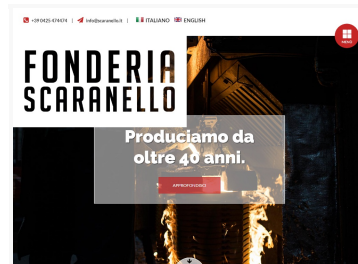 +39 0425 474474 | info@scaranello.it | ITALIANO ENGLISH
MENU
FONDERIA
SCARANELLO
Produciamo da
oltre 40 anni.
APPROFONDISCI